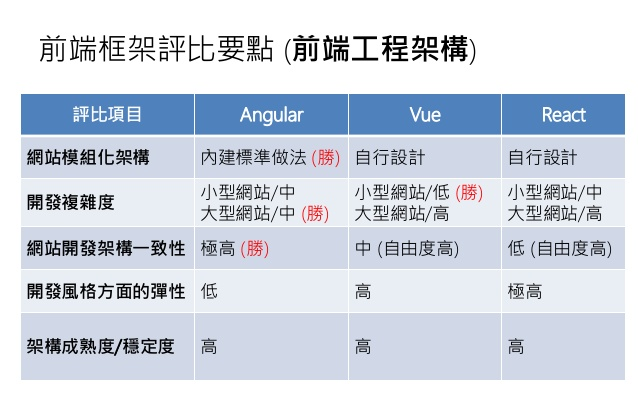 前端框架評比要點 (前端工程架構)
評比項目 Angular Vue React
網站模組化架構 內建標準做法 (勝) 自行設計 自行設計
開發複雜度 小型網站/中 小型網站/低 (勝) 小型網站/中
大型網站/中 (勝) 大型網站/高 大型網站/高
網站開發架構一致性 極高 (勝) 中 (自由度高) 低 (自由度高)
開發風格方面的彈性 低 高 極高
架構成熟度/穩定度 高 高 高